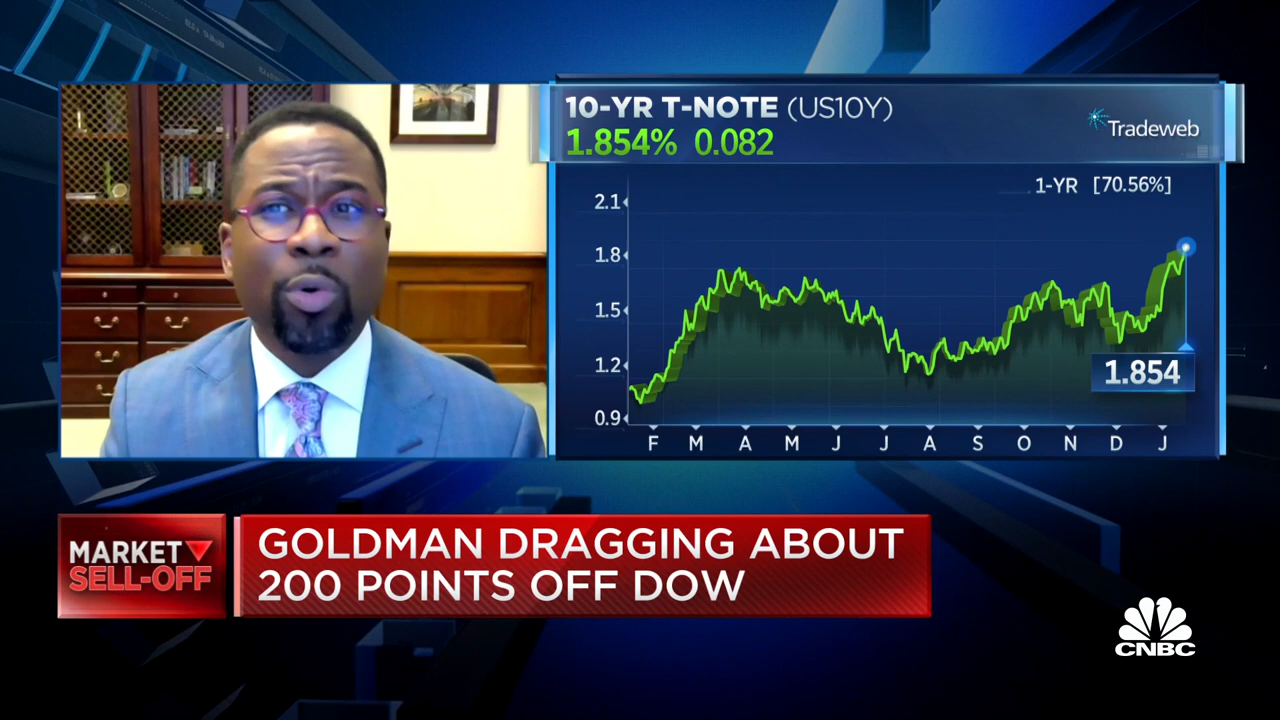 10-YR T-NOTE (US10Y)
1.854% 0.082
Tradeweb
1-YR [70.56%]
2.1
1.8
1.5
1.2
0.9
1.854
F M A M J J A S O N D J
MARKET
SELL-OFF
GOLDMAN DRAGGING ABOUT
200 POINTS OFF DOW
CNBC